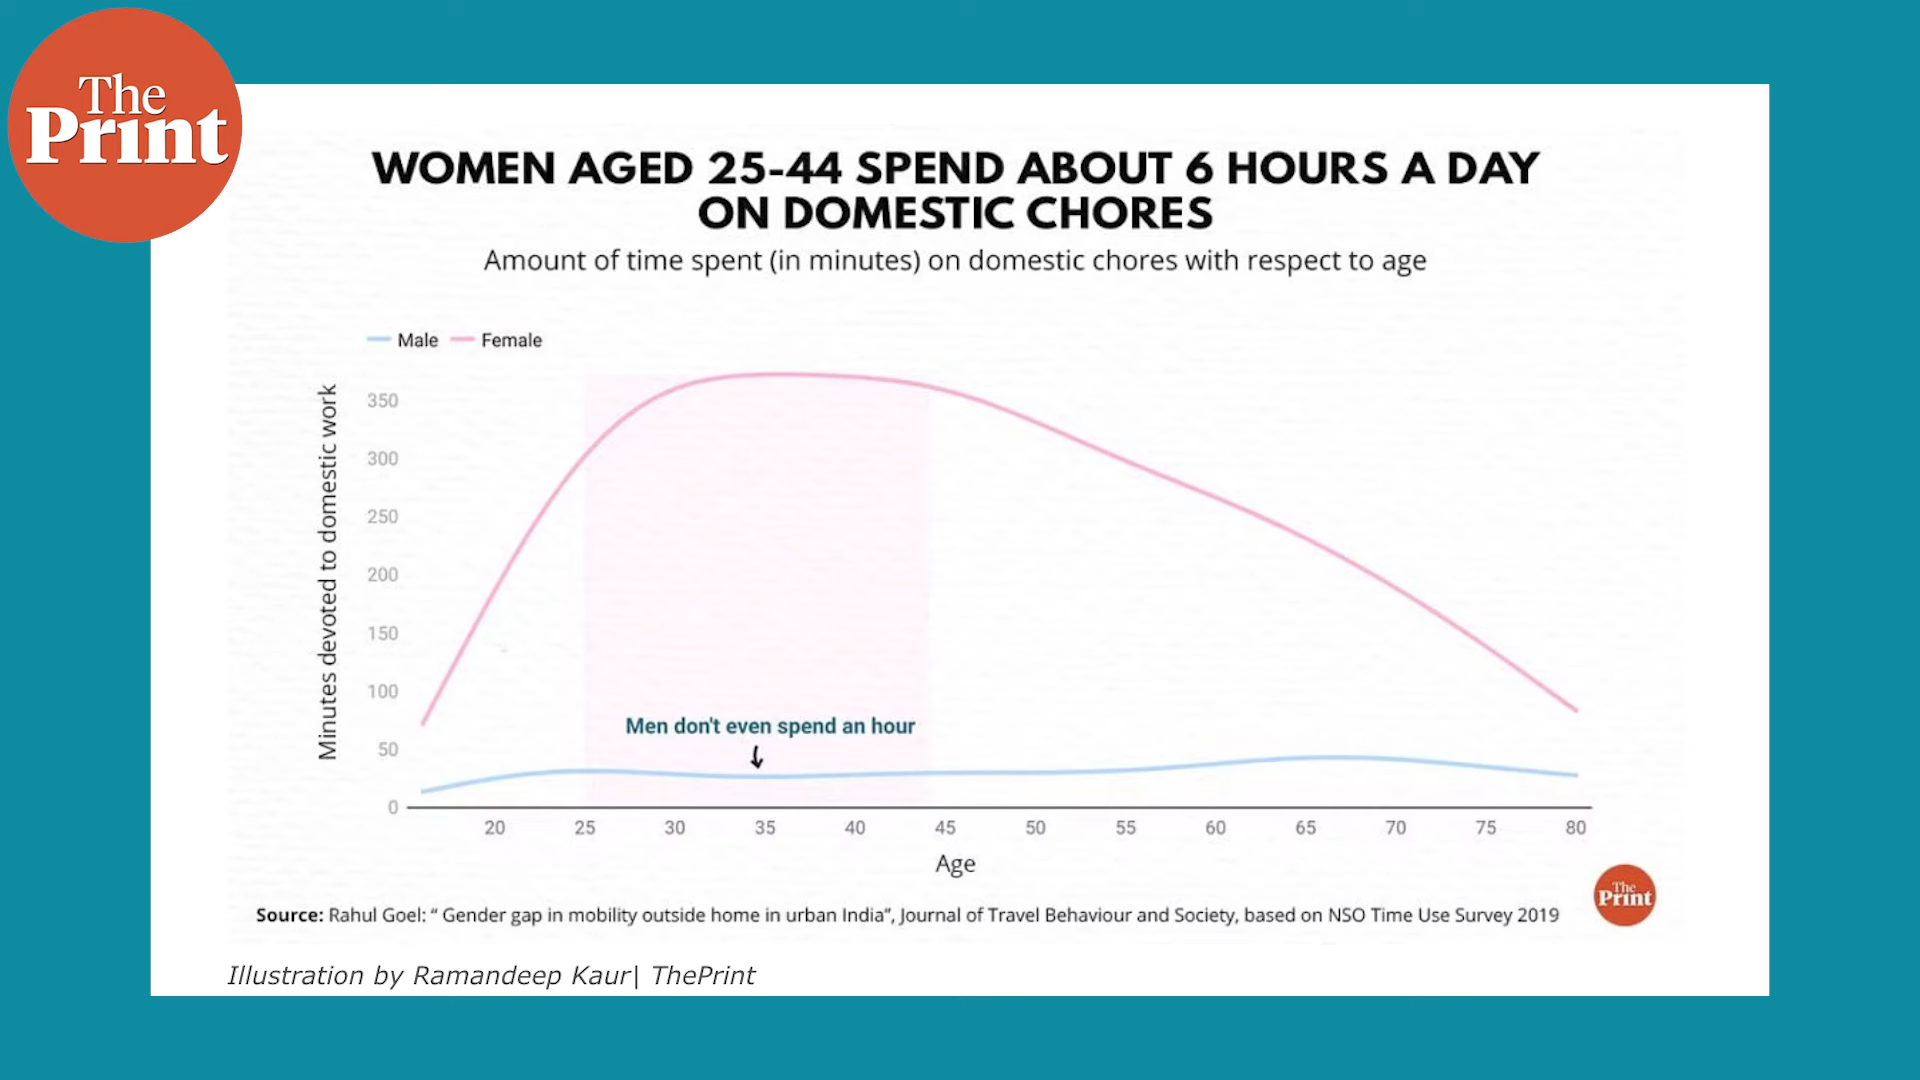 The
Print
WOMEN AGED 25-44 SPEND ABOUT 6 HOURS A DAY
ON DOMESTIC CHORES
Amount of time spent (in minutes) on domestic chores with respect to age
Male Female
Minutes devoted to domestic work
350
300
250
200
150
100
50
0
Men don't even spend an hour
20 25 30 35 40 45 50 55 60 65 70 75 80
Age
The
Print
Source: Rahul Goel: “ Gender gap in mobility outside home in urban India”, Journal of Travel Behaviour and Society, based on NSO Time Use Survey 2019
Illustration by Ramandeep Kaur| ThePrint